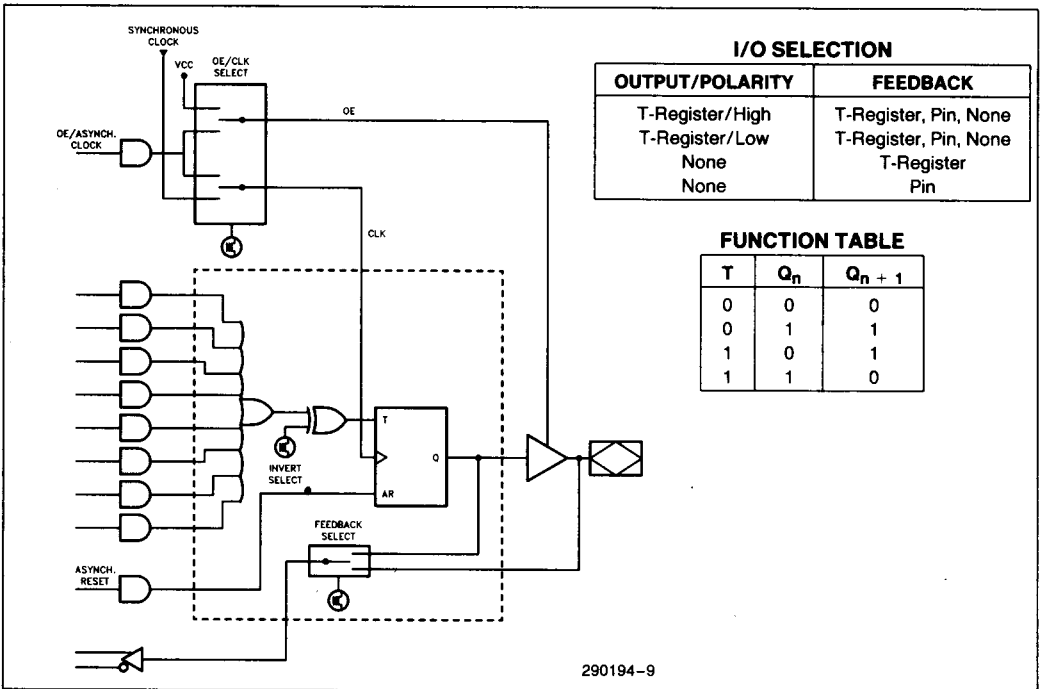 SYNCHRONOUS
CLOCK
VCC
OE/CLK
SELECT
OE
OE/ASYNCH.
CLOCK
CLK
I/O SELECTION
OUTPUT/POLARITY FEEDBACK
T-Register/High T-Register, Pin, None
T-Register/Low T-Register, Pin, None
None T-Register
None Pin
FUNCTION TABLE
T Qn Qn + 1
0 0 0
0 1 1
1 0 1
1 1 0
T
Q
AR
INVERT
SELECT
FEEDBACK
SELECT
ASYNCH.
RESET
290194-9